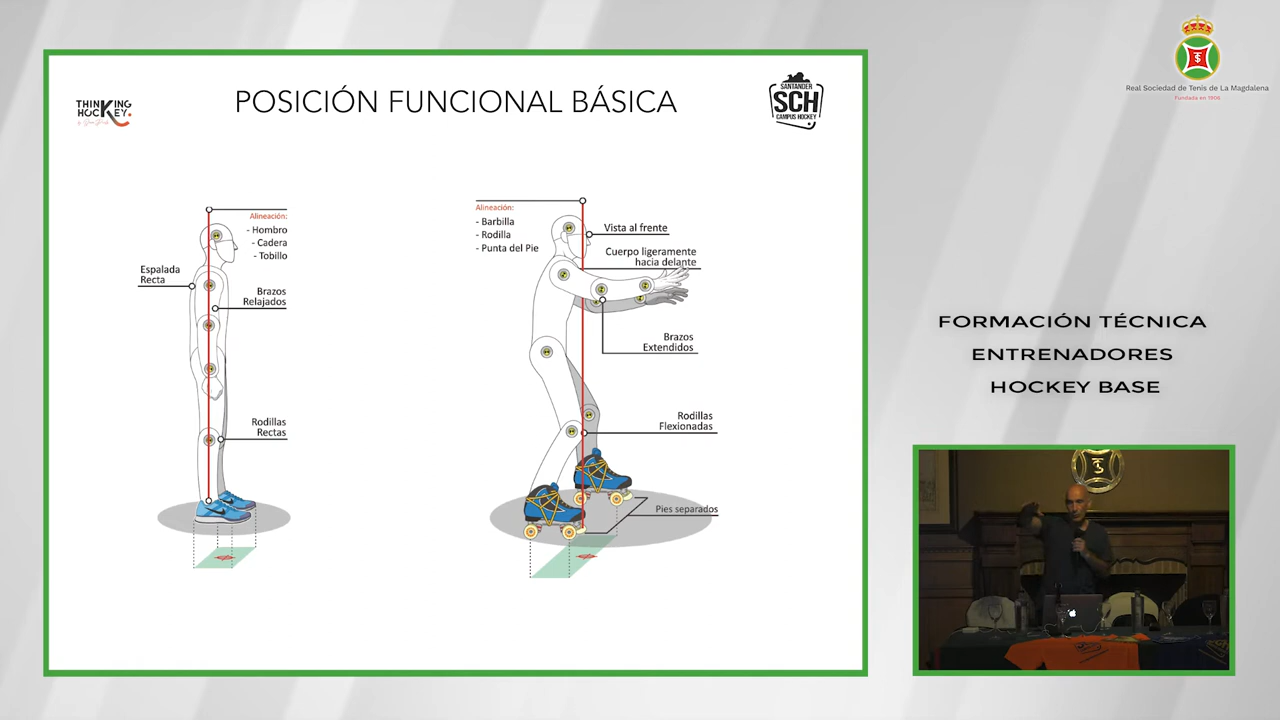 THINKING
HOCKEY.
POSICIÓN FUNCIONAL BÁSICA
SANTANDER
SCH
CAMPUS HOCKEY
Real Sociedad de Tenis de La Magdalena
Fundada en 1906
Alineación:
- Hombro
- Cadera
- Tobillo
Espalada
Recta
Brazos
Relajados
Rodillas
Rectas
Alineación:
- Barbilla
- Rodilla
- Punta del Pie
Vista al frente
Cuerpo ligeramente
hacia delante
Brazos
Extendidos
Rodillas
Flexionadas
Pies separados
FORMACIÓN TÉCNICA
ENTRENADORES
HOCKEY BASE